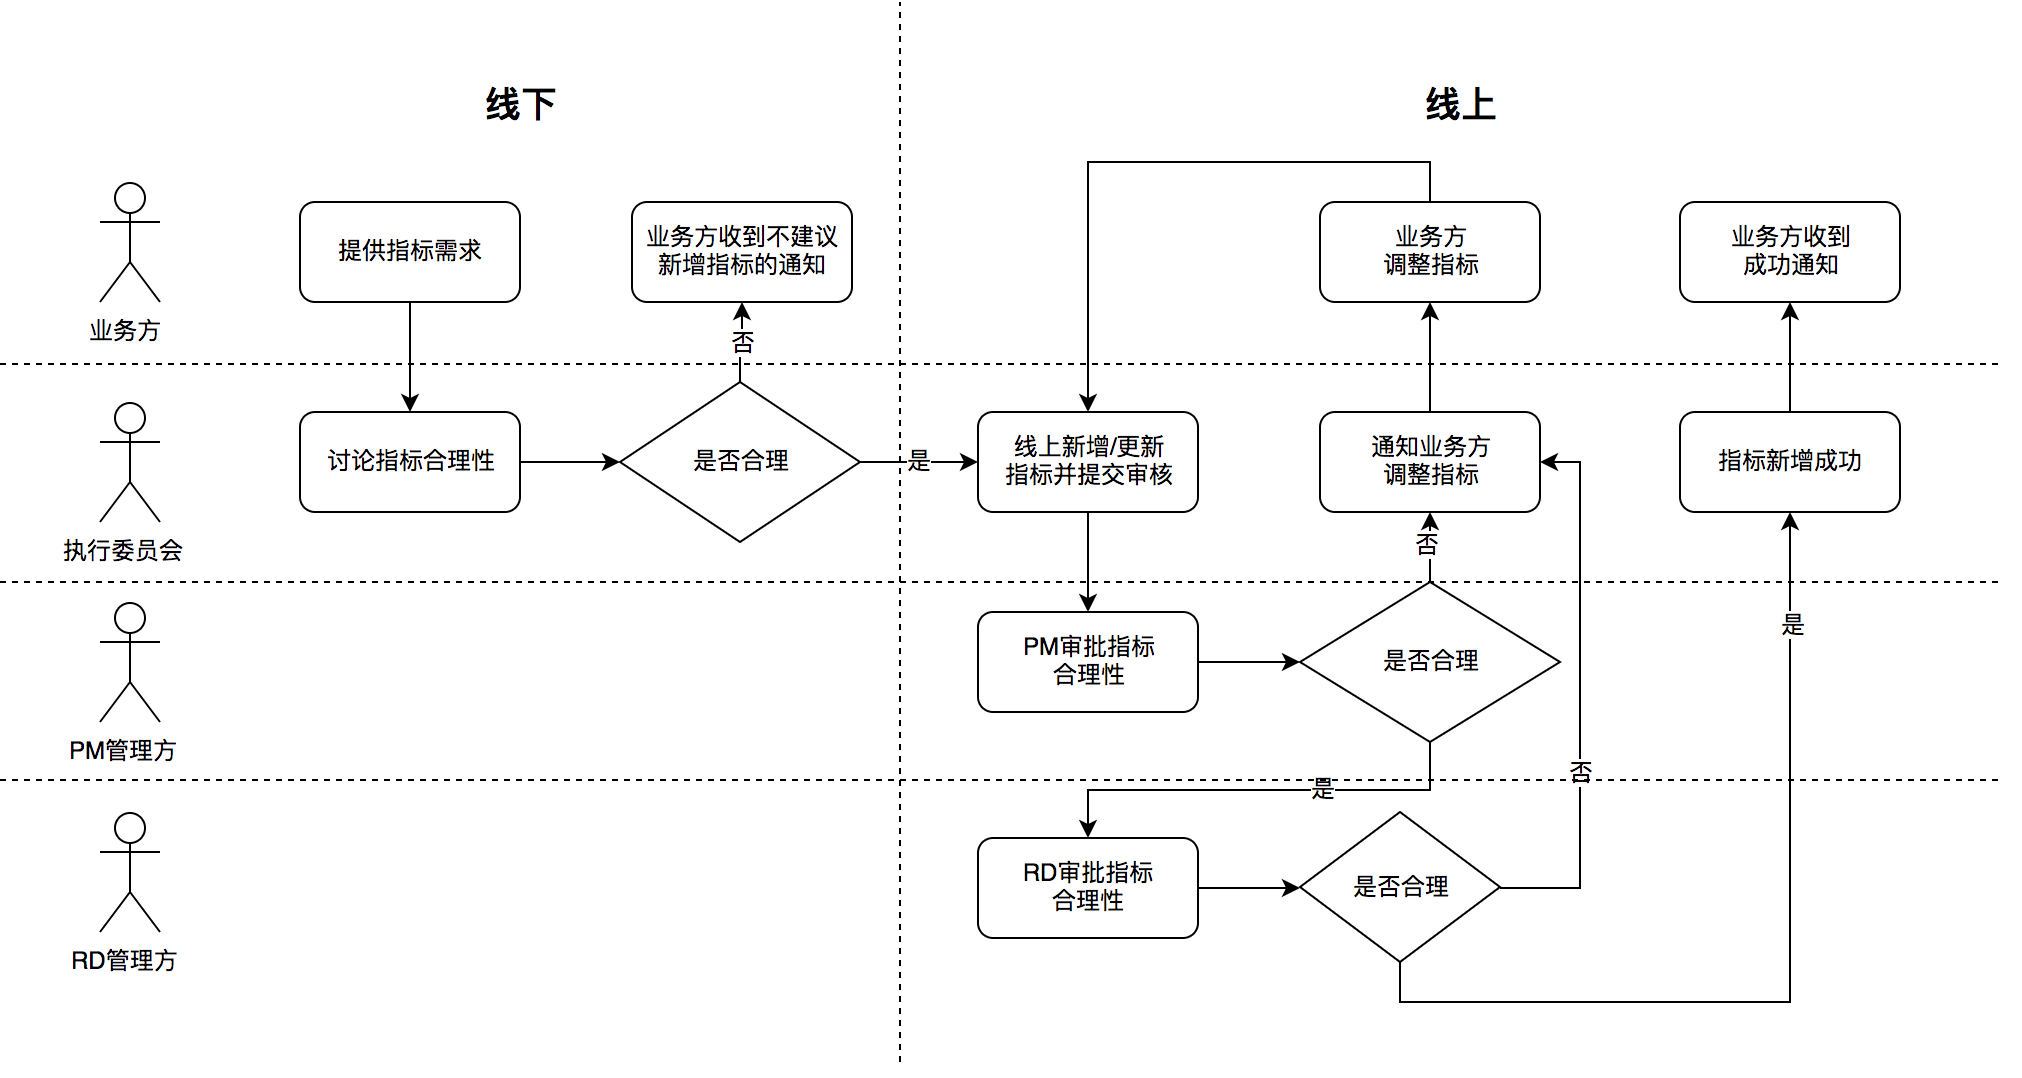 线下
线上
提供指标需求
业务方收到不建议
新增指标的通知
业务方
调整指标
业务方收到
成功通知
业务方
否
讨论指标合理性
是否合理
是
线上新增/更新
指标并提交审核
通知业务方
调整指标
指标新增成功
执行委员会
否
是
PM审批指标
合理性
是否合理
PM管理方
否
是
RD审批指标
合理性
是否合理
RD管理方